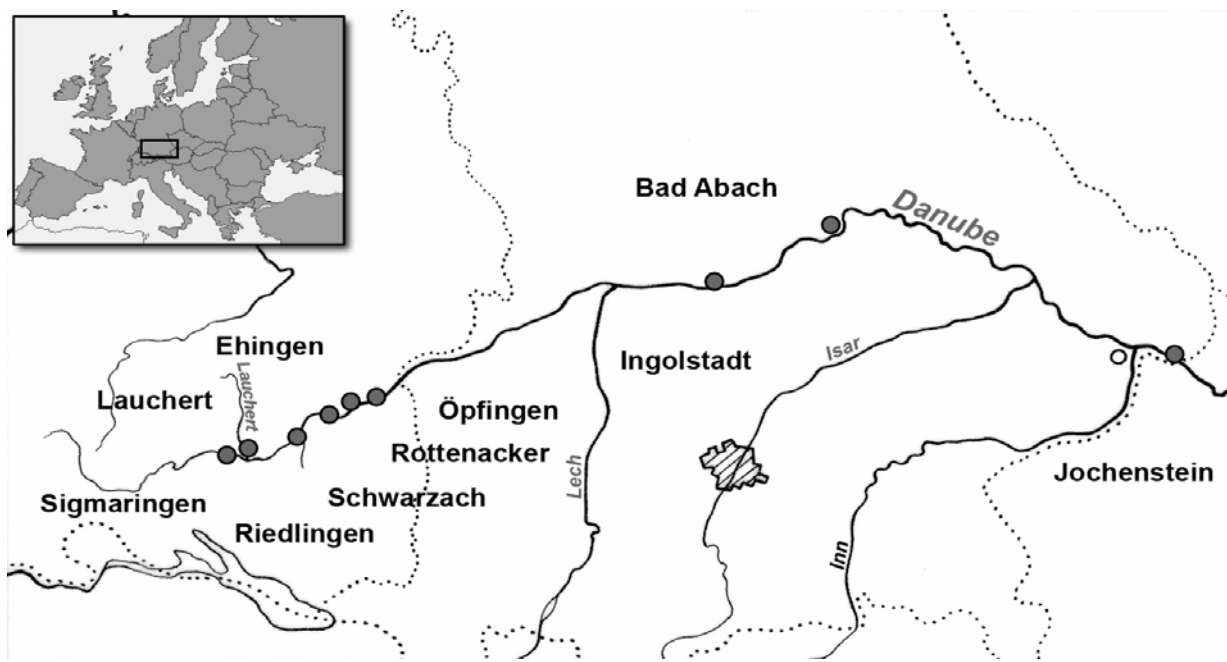 Bad Abach
Danube
Ehingen
Lauchert
Lauchert
Isar
Ingolstadt
Öpfingen
Rottenacker
Lech
Jochenstein
Schwarzach
Sigmaringen
Riedlingen
Inn